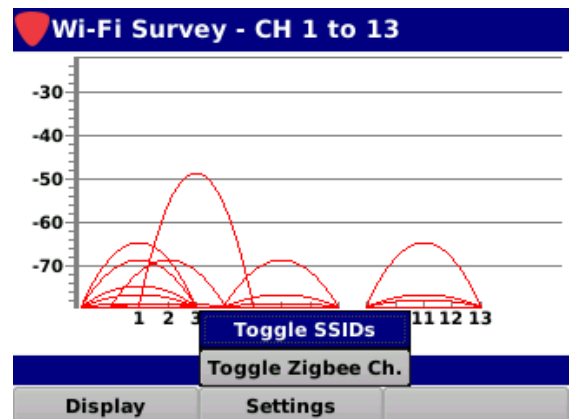 Wi-Fi Survey - CH 1 to 13
-30
-40
-50
-60
-70
1 2 3 11 12 13
Toggle SSIDs
Toggle Zigbee Ch.
Display Settings